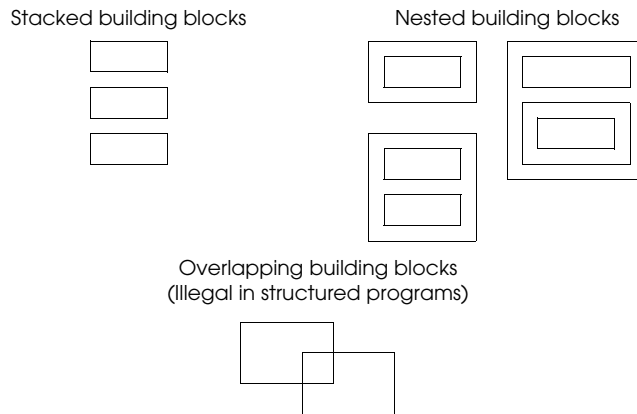 Stacked building blocks
Nested building blocks
Overlapping building blocks
(Illegal in structured programs)